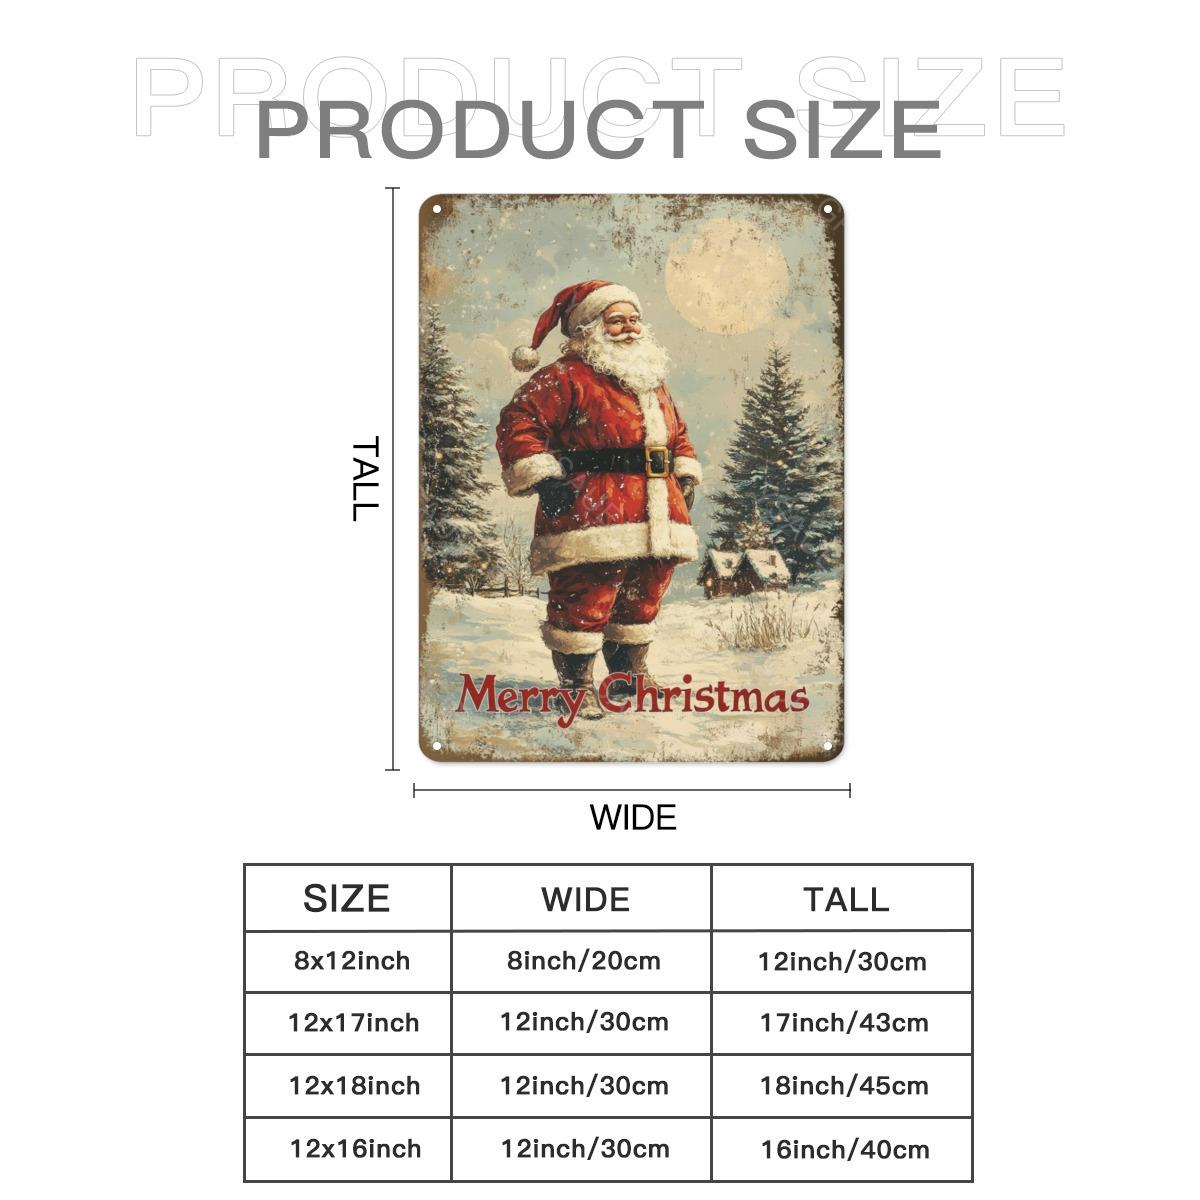 PRODUCT SIZE
PRODUCT SIZE
TALL
Merry Christmas
WIDE
SIZE WIDE TALL
8x12inch 8inch/20cm 12inch/30cm
12x17inch 12inch/30cm 17inch/43cm
12x18inch 12inch/30cm 18inch/45cm
12x16inch 12inch/30cm 16inch/40cm